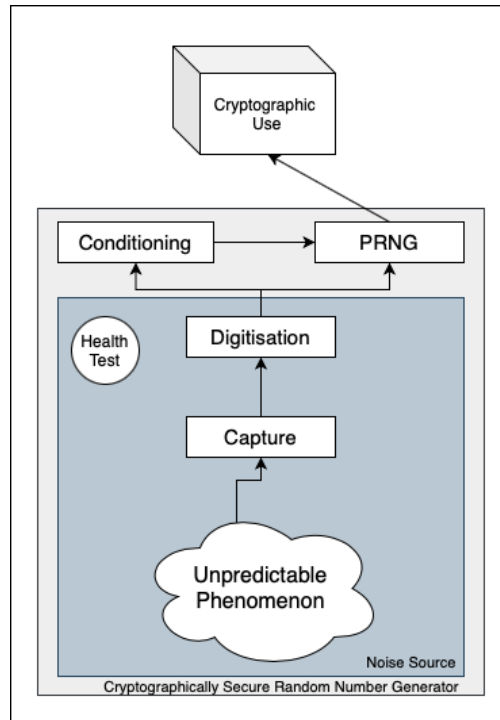 Cryptographic
Use
Conditioning
PRNG
Digitisation
Health
Test
Capture
Unpredictable
Phenomenon
Noise Source
Cryptographically Secure Random Number Generator